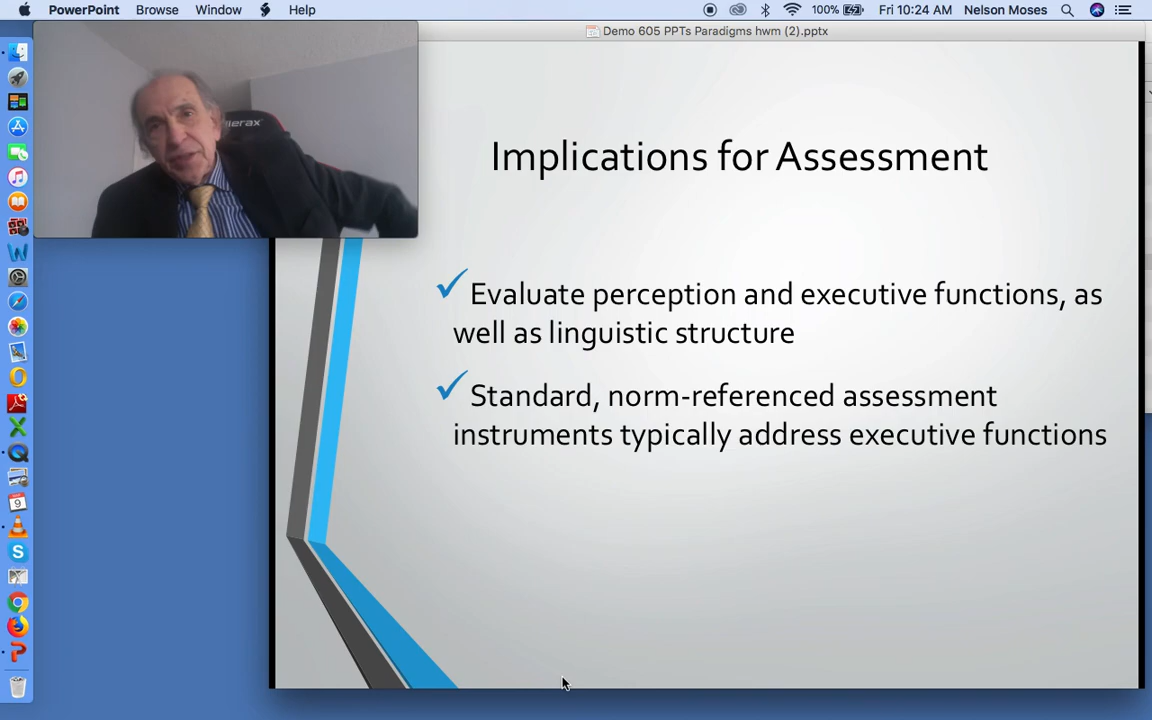 PowerPoint Browse Window Help 100% Fri 10:24 AM Nelson Moses
Demo 605 PPTs Paradigms hwm (2).pptx
Implications for Assessment
✓Evaluate perception and executive functions, as
well as linguistic structure
✓Standard, norm-referenced assessment
instruments typically address executive functions
9